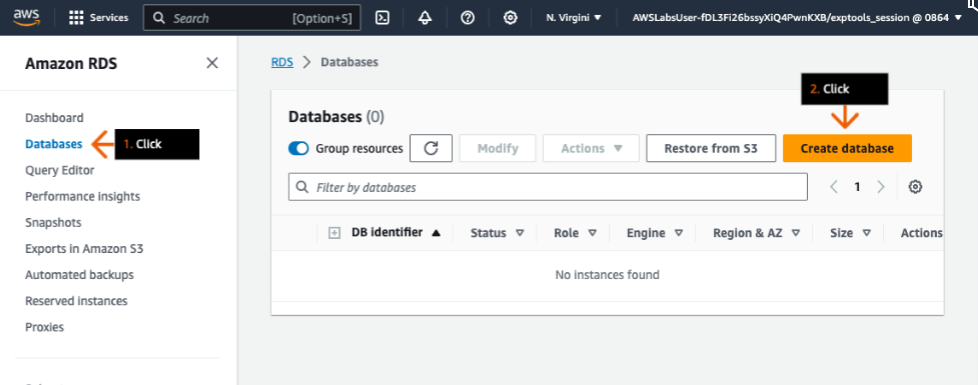 aws Services Search [Option+S] N. Virgini AWSLabsUser-fDL3Fi26bssyXiQ4PwnKXB/exptools_session @ 0864
Amazon RDS
Dashboard
Databases
1. Click
Query Editor
Performance insights
Snapshots
Exports in Amazon S3
Automated backups
Reserved instances
Proxies
RDS > Databases
2. Click
Databases (0)
Group resources Modify Actions Restore from S3 Create database
Filter by databases 1
DB identifier Status Role Engine Region & AZ Size Actions
No instances found